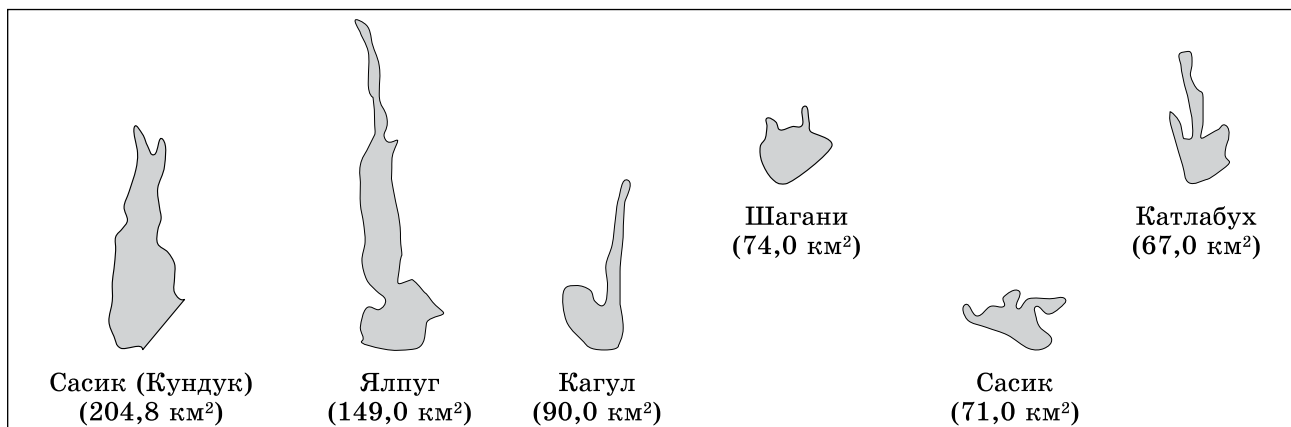 Шагани
(74,0 км²)
Катлабух
(67,0 км²)
Сасик (Кундук)
(204,8 км²)
Ялпуг
(149,0 км²)
Кагул
(90,0 км²)
Сасик
(71,0 км²)